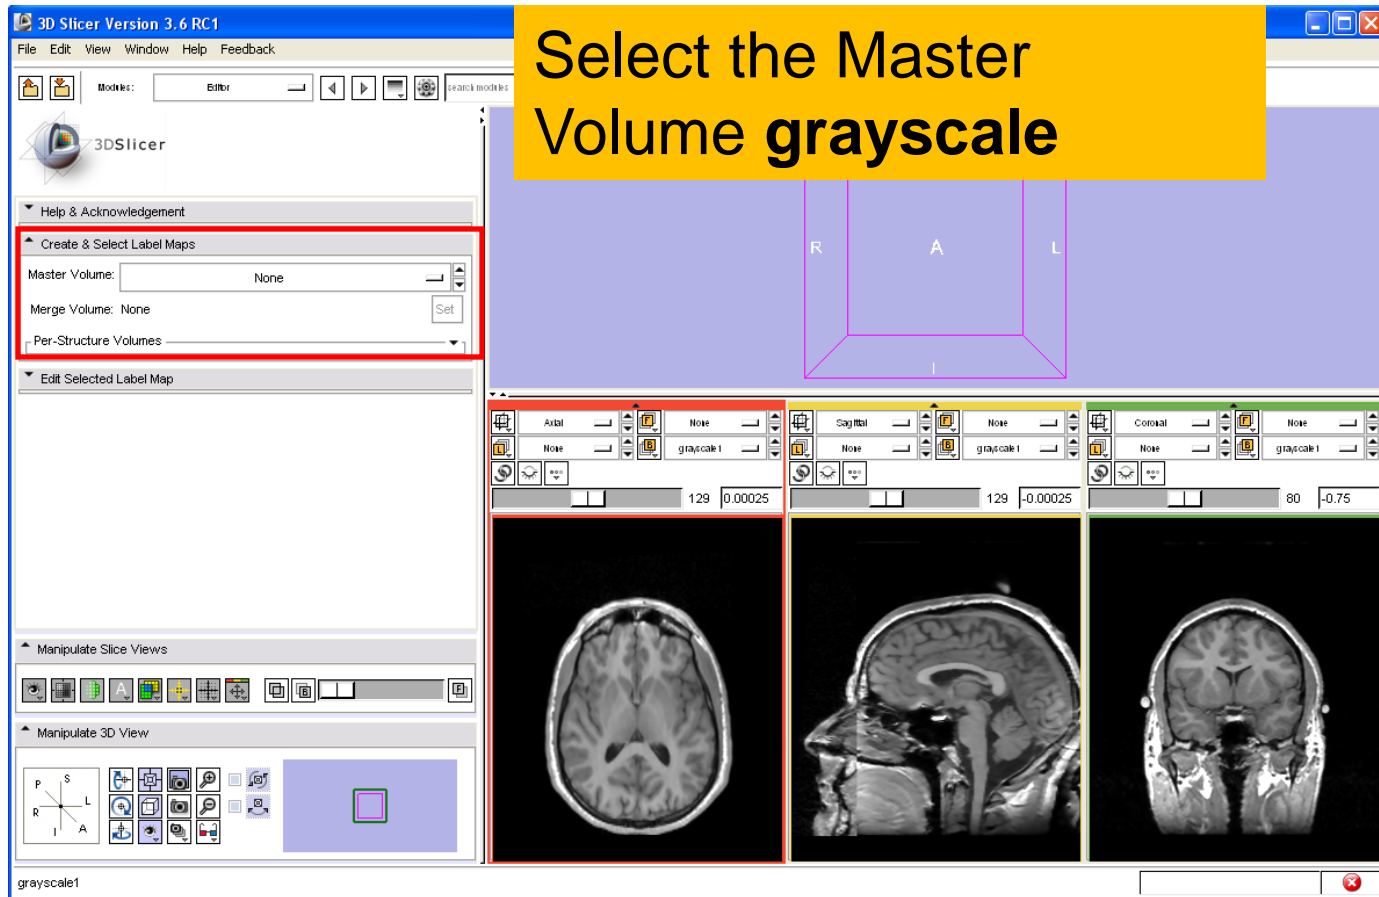 3D Slicer Version 3.6 RC1
File Edit View Window Help Feedback
Select the Master
Volume grayscale
Modules: Editor search modules
3DSlicer
Help & Acknowledgement
Create & Select Label Maps
Master Volume: None
Merge Volume: None Set
Per-Structure Volumes
Edit Selected Label Map
R A L
I
Axial F None Sagittal F None Coronal F None
L None B grayscale1 L None B grayscale1 L None B grayscale1
129 0.00025 129 -0.00025 80 -0.75
Manipulate Slice Views
A B F
Manipulate 3D View
P S
R L
I A
grayscale1